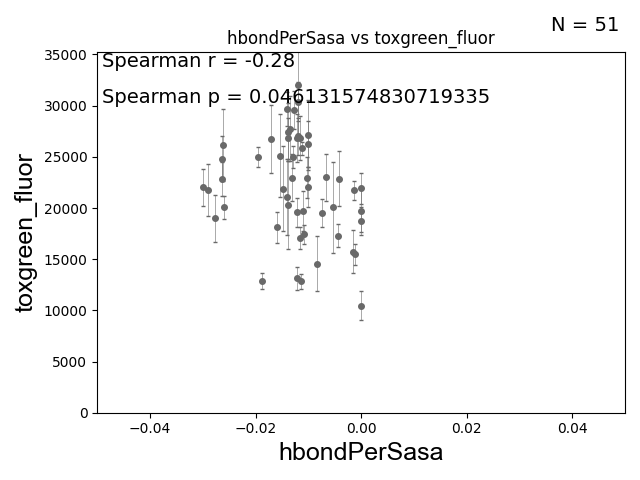 N = 51
hbondPerSasa vs toxgreen_fluor
Spearman r = -0.28
Spearman p = 0.046131574830719335
35000
30000
25000
20000
15000
10000
5000
0
toxgreen_fluor
−0.04 −0.02 0.00 0.02 0.04
hbondPerSasa